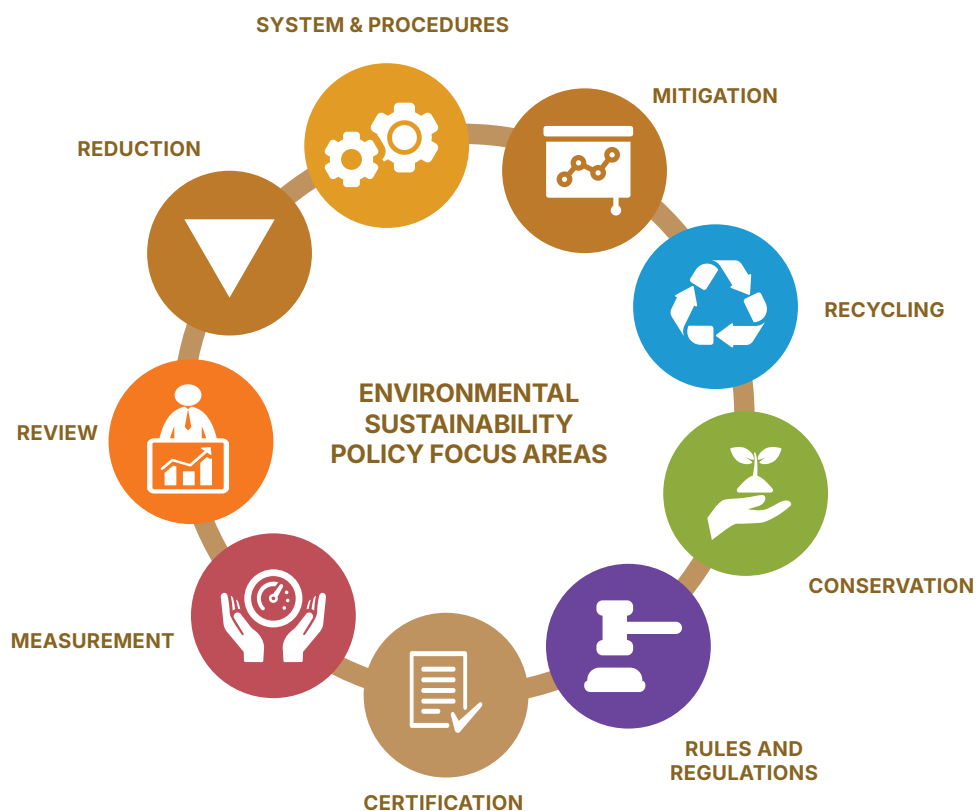 SYSTEM & PROCEDURES
MITIGATION
REDUCTION
RECYCLING
ENVIRONMENTAL
SUSTAINABILITY
POLICY FOCUS AREAS
REVIEW
CONSERVATION
MEASUREMENT
RULES AND
REGULATIONS
CERTIFICATION